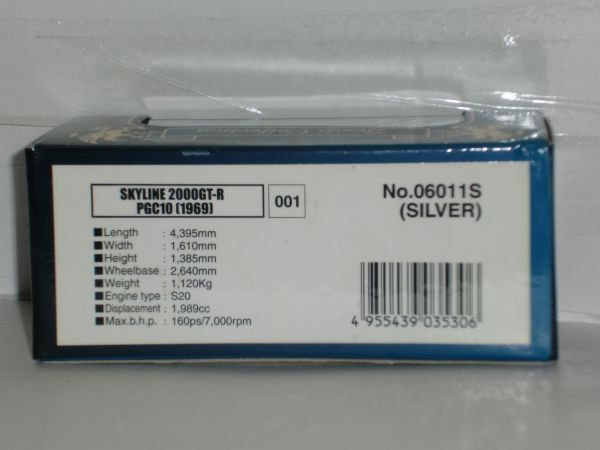 SKYLINE 2000GT-R
PGC10 (1969)
001
No.06011S
(SILVER)
■Length : 4,395mm
■Width : 1,610mm
■Height : 1,385mm
■Wheelbase : 2,640mm
■Weight : 1,120Kg
■Engine type : S20
■Displacement : 1,989cc
■Max.b.h.p. : 160ps/7,000rpm
4 955439 035306